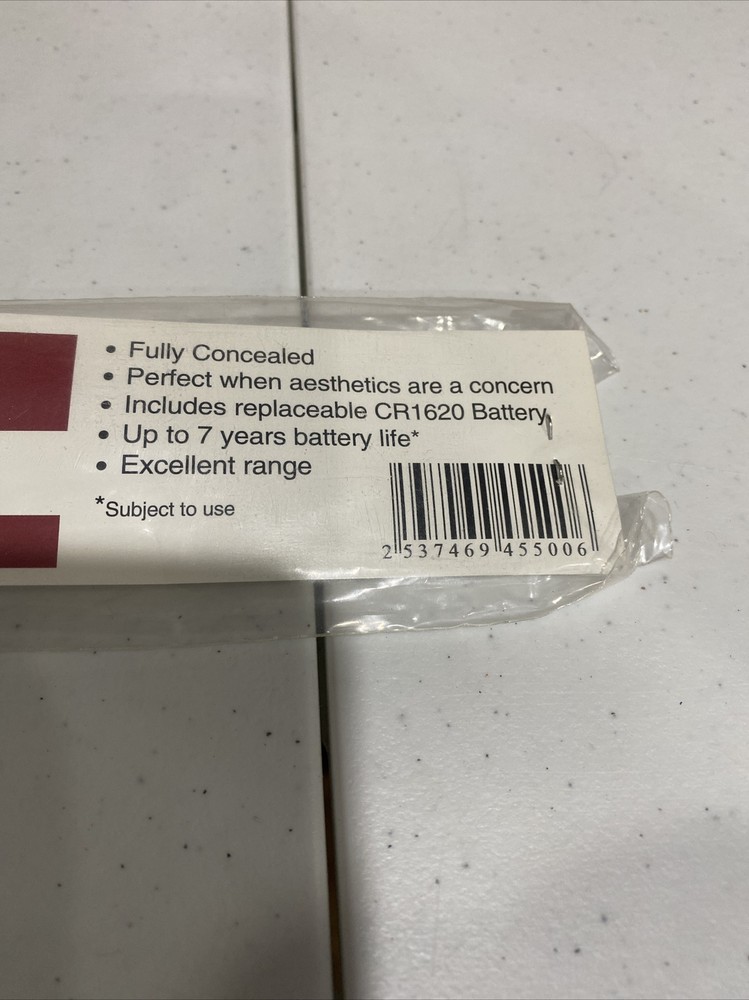 • Fully Concealed
• Perfect when aesthetics are a concern
• Includes replaceable CR1620 Battery
• Up to 7 years battery life*
• Excellent range
*Subject to use
2 537469 455006